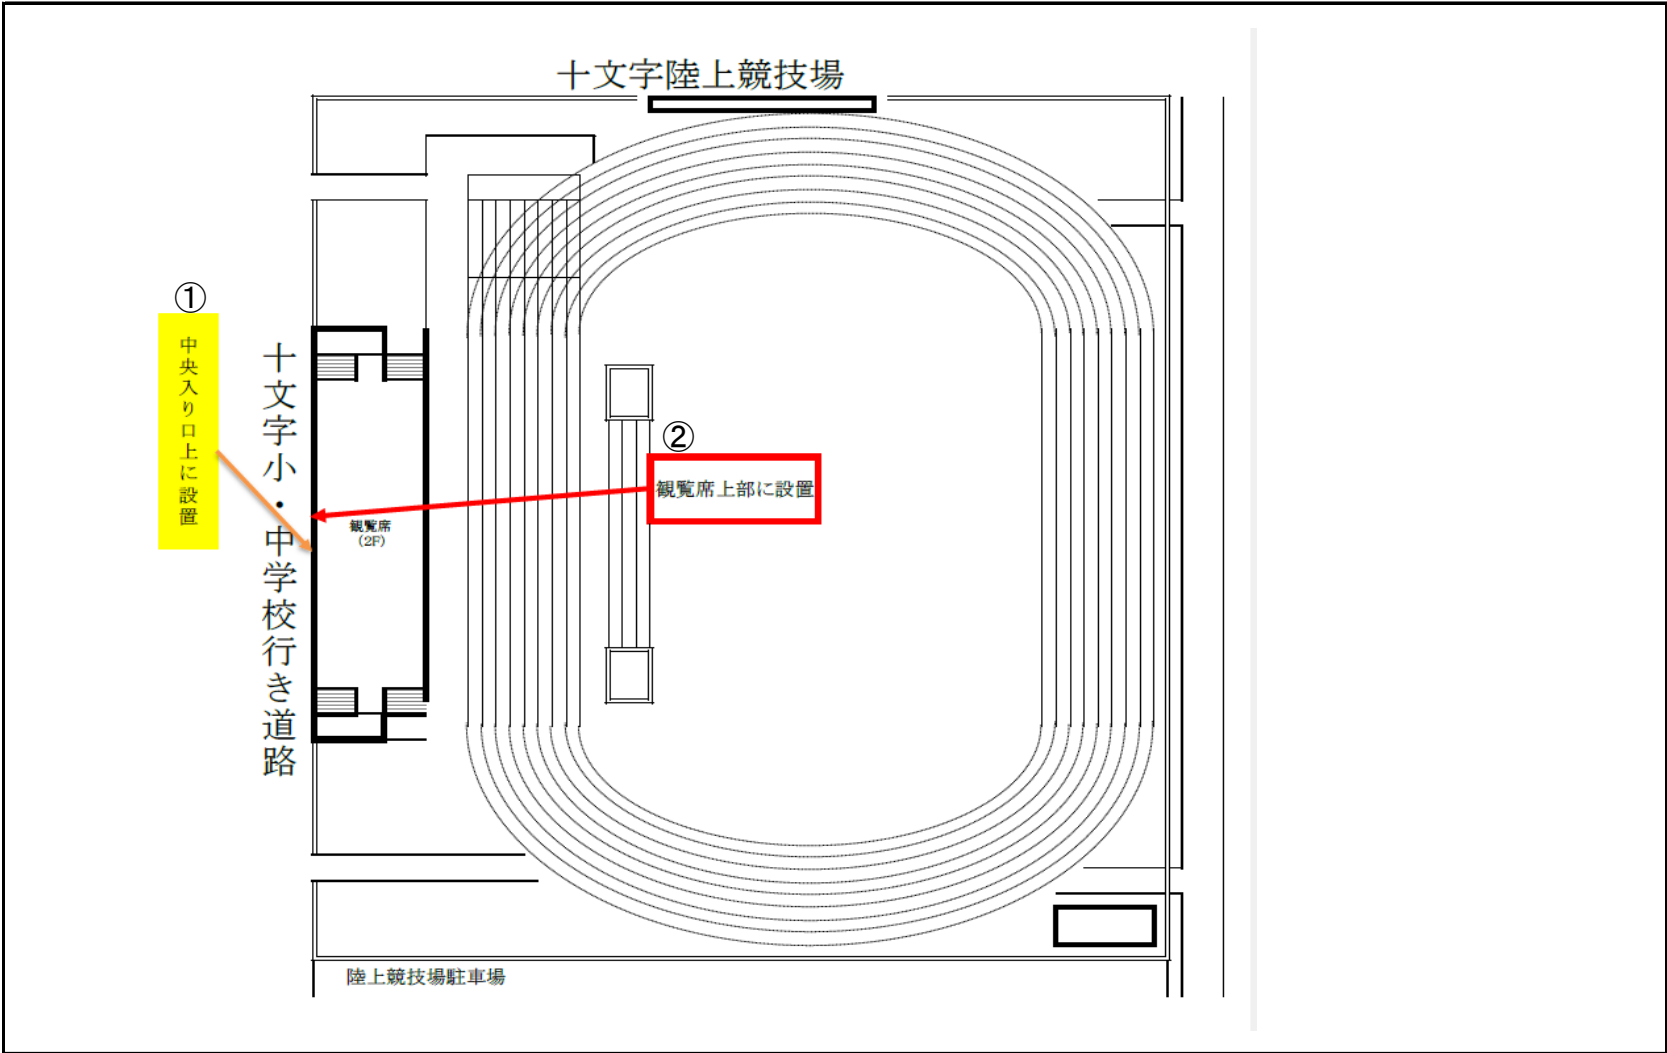 十文字陸上競技場
①
中央入り口上に設置
十文字小・中学校行き道路
②
観覧席上部に設置
観覧席
(2F)
陸上競技場駐車場